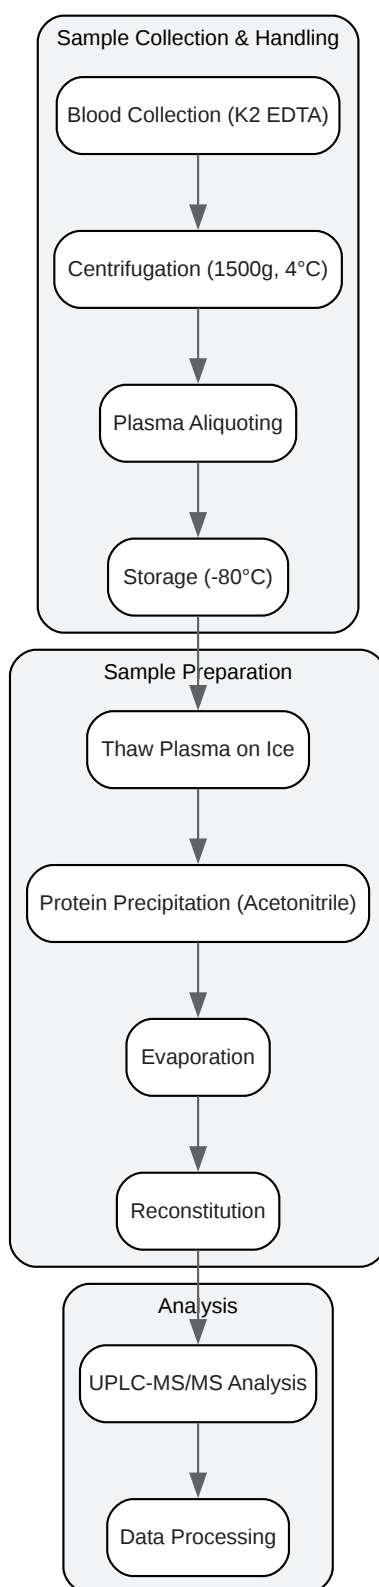 Sample Collection & Handling
Blood Collection (K2 EDTA)
Centrifugation (1500g, 4°C)
Plasma Aliquoting
Storage (-80°C)
Sample Preparation
Thaw Plasma on Ice
Protein Precipitation (Acetonitrile)
Evaporation
Reconstitution
Analysis
UPLC-MS/MS Analysis
Data Processing